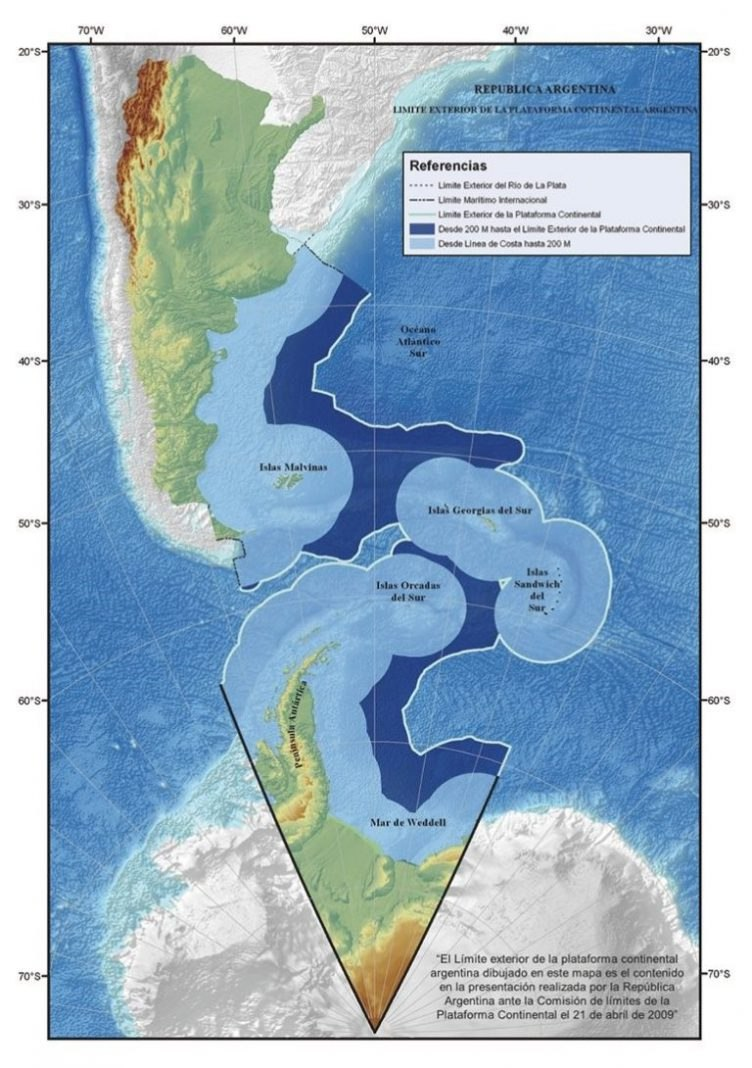 70°W
60°W
50°W
40°W
30°W
20°S
20°S
REPUBLICA ARGENTINA
LIMITE EXTERIOR DE LA PLATAFORMA CONTINENTAL ARGENTINA
Referencias
Límite Exterior del Río de La Plata
Límite Marítimo Internacional
Límite Exterior de la Plataforma Continental
Desde 200 M hasta el Límite Exterior de la Plataforma Continental
Desde Línea de Costa hasta 200 M
30°S
30°S
Océano
Atlántico
Sur
40°S
40°S
Islas Malvinas
Islas Georgias del Sur
50°S
50°S
Islas
Sandwich
del
Sur
Islas Orcadas
del Sur
60°S
60°S
Península Antártica
Mar de Weddell
70°S
70°S
"El Límite exterior de la plataforma continental
argentina dibujado en este mapa es el contenido
en la presentación realizada por la República
Argentina ante la Comisión de límites de la
Plataforma Continental el 21 de abril de 2009"